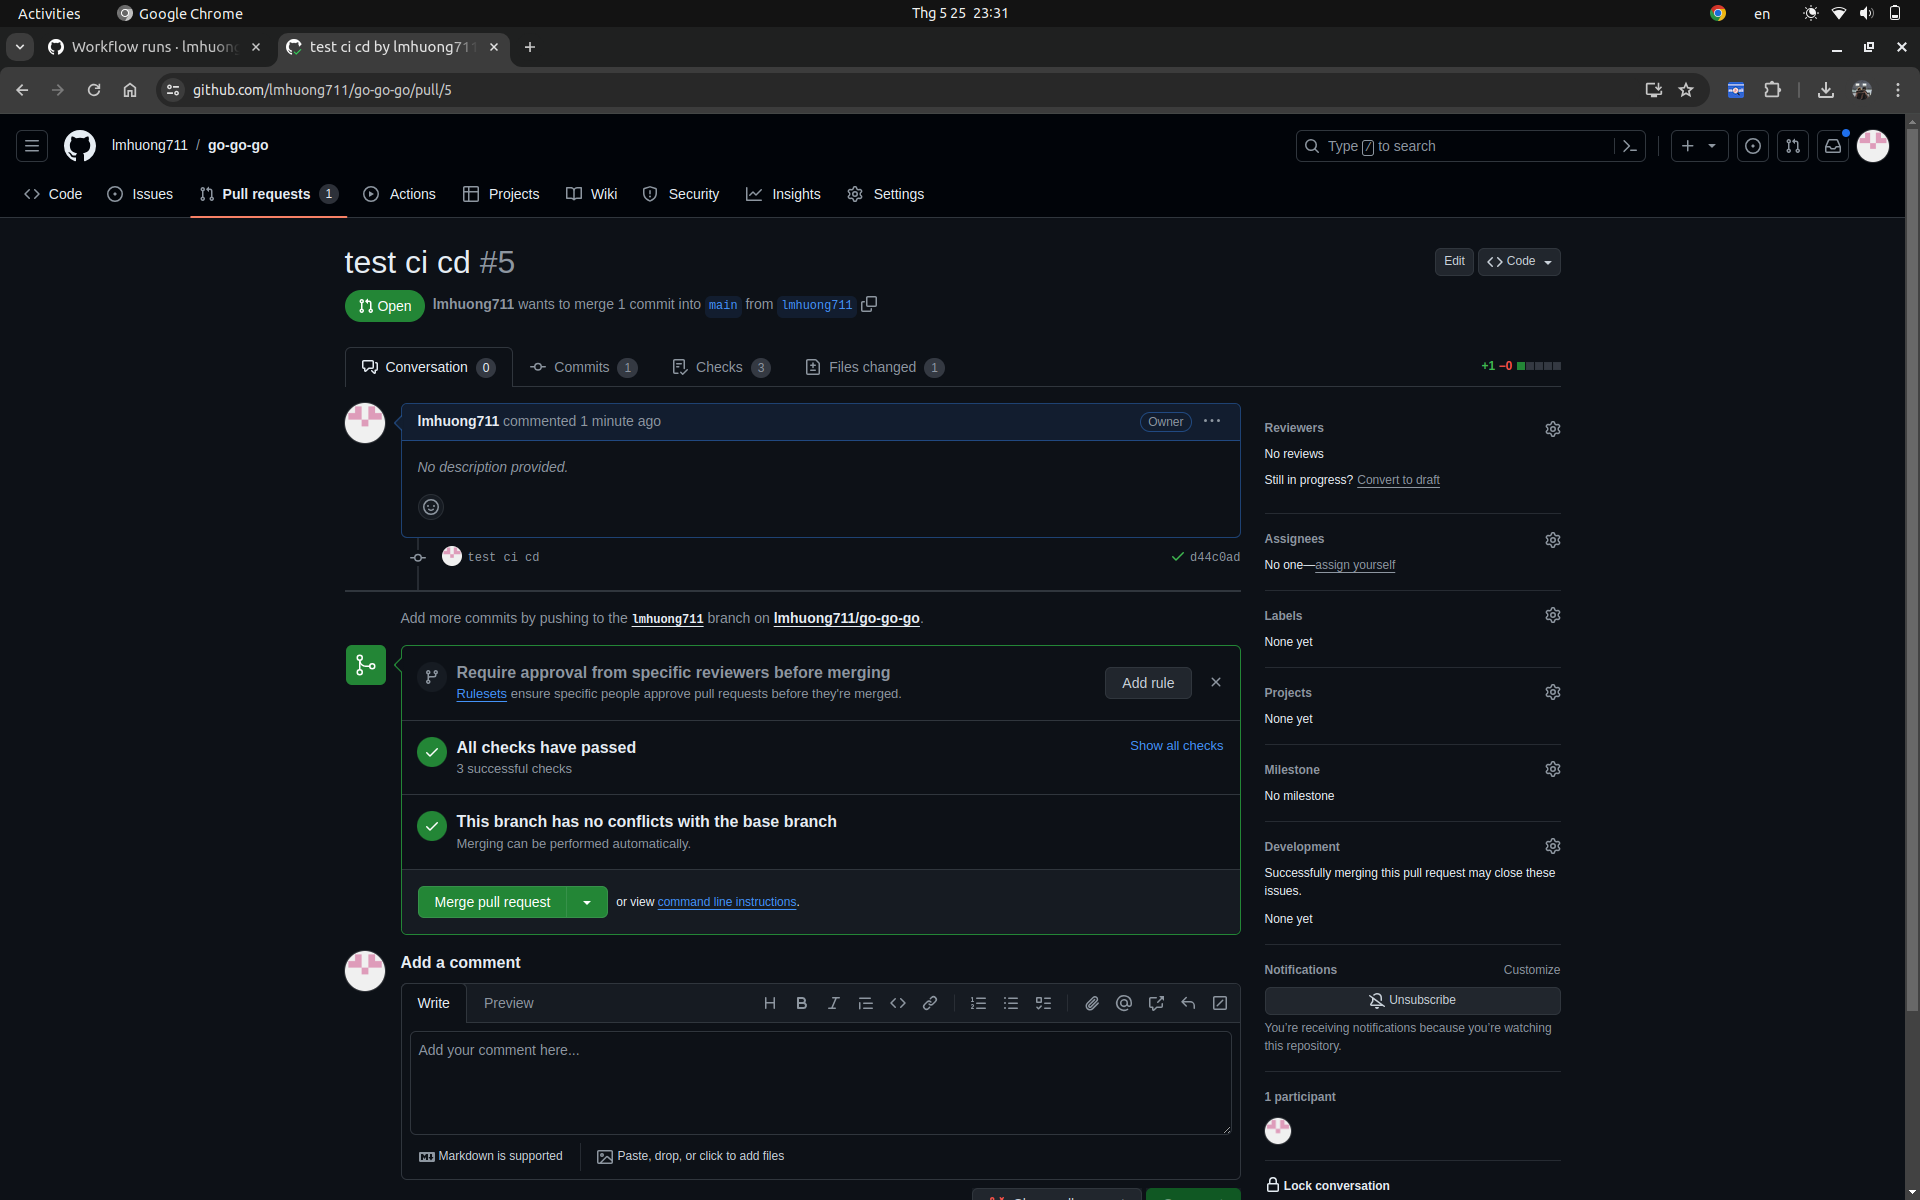 Activities
Google Chrome
Thg 5 25 23:31
en
Workflow runs · lmhuong
test ci cd by lmhuong711
github.com/lmhuong711/go-go-go/pull/5
lmhuong711 / go-go-go
Type / to search
Code
Issues
Pull requests 1
Actions
Projects
Wiki
Security
Insights
Settings
test ci cd #5
Edit
Code
Open
lmhuong711 wants to merge 1 commit into main from lmhuong711
Conversation 0
Commits 1
Checks 3
Files changed 1
+1 −0
lmhuong711 commented 1 minute ago
Owner
No description provided.
test ci cd
d44c0ad
Add more commits by pushing to the lmhuong711 branch on lmhuong711/go-go-go.
Require approval from specific reviewers before merging
Rulesets ensure specific people approve pull requests before they're merged.
Add rule
All checks have passed
3 successful checks
Show all checks
This branch has no conflicts with the base branch
Merging can be performed automatically.
Merge pull request
or view command line instructions.
Add a comment
Write
Preview
Add your comment here...
Markdown is supported
Paste, drop, or click to add files
Reviewers
No reviews
Still in progress? Convert to draft
Assignees
No one—assign yourself
Labels
None yet
Projects
None yet
Milestone
No milestone
Development
Successfully merging this pull request may close these
issues.
None yet
Notifications
Customize
Unsubscribe
You're receiving notifications because you're watching
this repository.
1 participant
Lock conversation